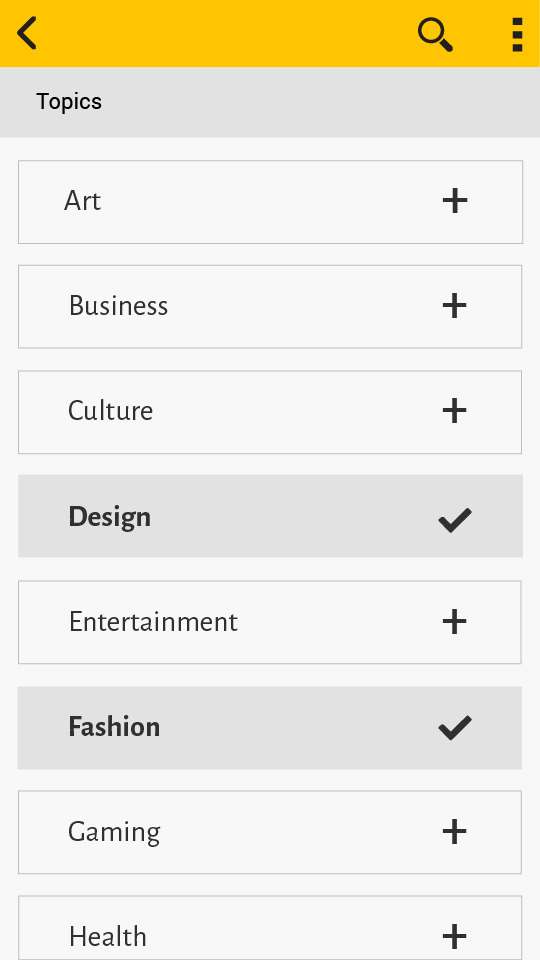 Topics
Art
Business
Culture
Design
Entertainment
Fashion
Gaming
Health